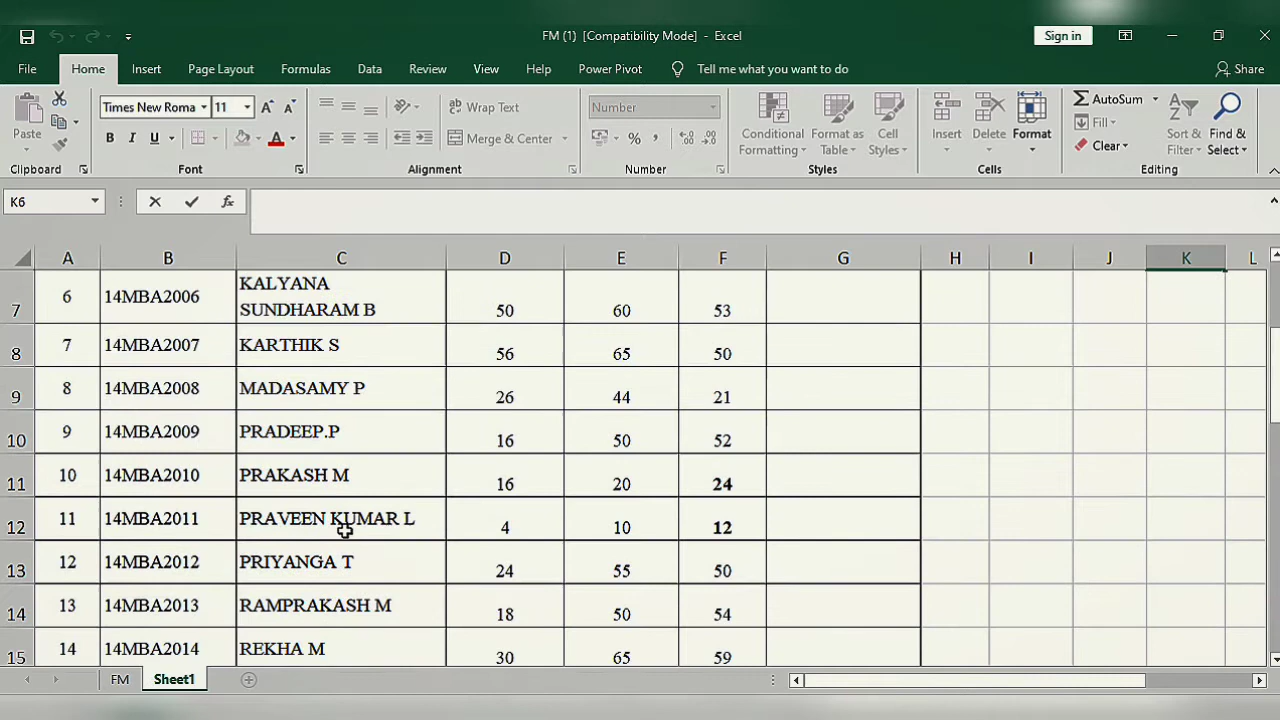 FM (1) [Compatibility Mode] - Excel
Sign in
File Home Insert Page Layout Formulas Data Review View Help Power Pivot Tell me what you want to do Share
Times New Roma 11
Wrap Text
Number
Paste
B I U A
Merge & Center
% ,
Conditional Formatting
Format as Table
Cell Styles
Insert Delete Format
AutoSum
Fill
Clear
Sort & Filter
Find & Select
Clipboard Font Alignment Number Styles Cells Editing
K6 fx
A B C D E F G H I J K L
7 6 14MBA2006 KALYANA SUNDHARAM B 50 60 53
8 7 14MBA2007 KARTHIK S 56 65 50
9 8 14MBA2008 MADASAMY P 26 44 21
10 9 14MBA2009 PRADEEP.P 16 50 52
11 10 14MBA2010 PRAKASH M 16 20 24
12 11 14MBA2011 PRAVEEN KUMAR L 4 10 12
13 12 14MBA2012 PRIYANGA T 24 55 50
14 13 14MBA2013 RAMPRAKASH M 18 50 54
15 14 14MBA2014 REKHA M 30 65 59
FM Sheet1